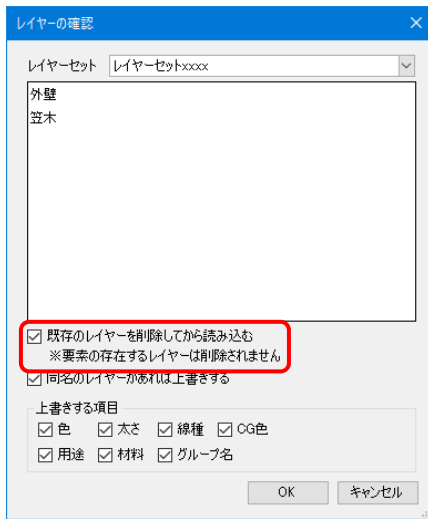 レイヤーの確認
レイヤーセット レイヤーセットxxxx
外壁
笠木
既存のレイヤーを削除してから読み込む
※要素の存在するレイヤーは削除されません
同名のレイヤーがあれば上書きする
上書きする項目
色 太さ 線種 CG色
用途 材料 グループ名
OK キャンセル